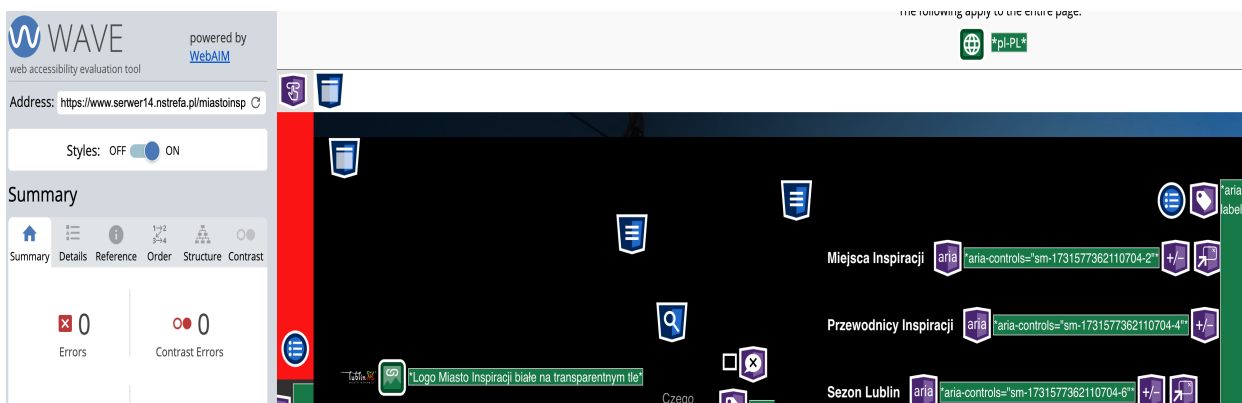 The following apply to the entire page.
*pl-PL*
WAVE
powered by
WebAIM
web accessibility evaluation tool
Address: https://www.serwer14.nstrefa.pl/miastoinsp
Styles: OFF ON
Summary
Summary Details Reference Order Structure Contrast
0
Errors
0
Contrast Errors
*aria
label
Miejsca Inspiracji aria *aria-controls="sm-1731577362110704-2"* +/-
Przewodnicy Inspiracji aria *aria-controls="sm-1731577362110704-4"* +/-
Lublin *Logo Miasto Inspiracji białe na transparentnym tle*
Czego
Sezon Lublin aria *aria-controls="sm-1731577362110704-6"* +/-